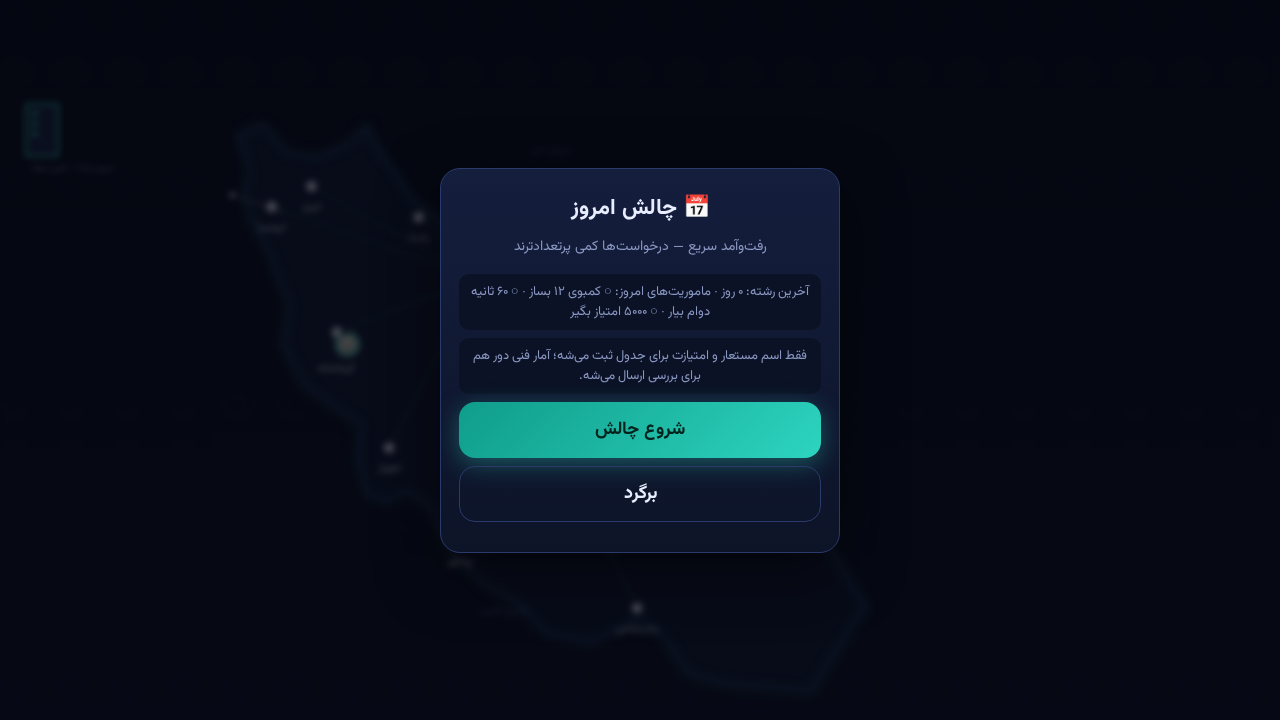 📅 چالش امروز
رفت‌وآمد سریع — درخواست‌ها کمی پرتعدادترند
آخرین رشته: ۰ روز · ماموریت‌های امروز: ○ کمبوی ۱۲ بساز · ○ ۶۰ ثانیه
دوام بیار · ○ ۵۰۰۰ امتیاز بگیر
فقط اسم مستعار و امتیازت برای جدول ثبت می‌شه؛ آمار فنی دور هم
برای بررسی ارسال می‌شه.
شروع چالش
برگرد